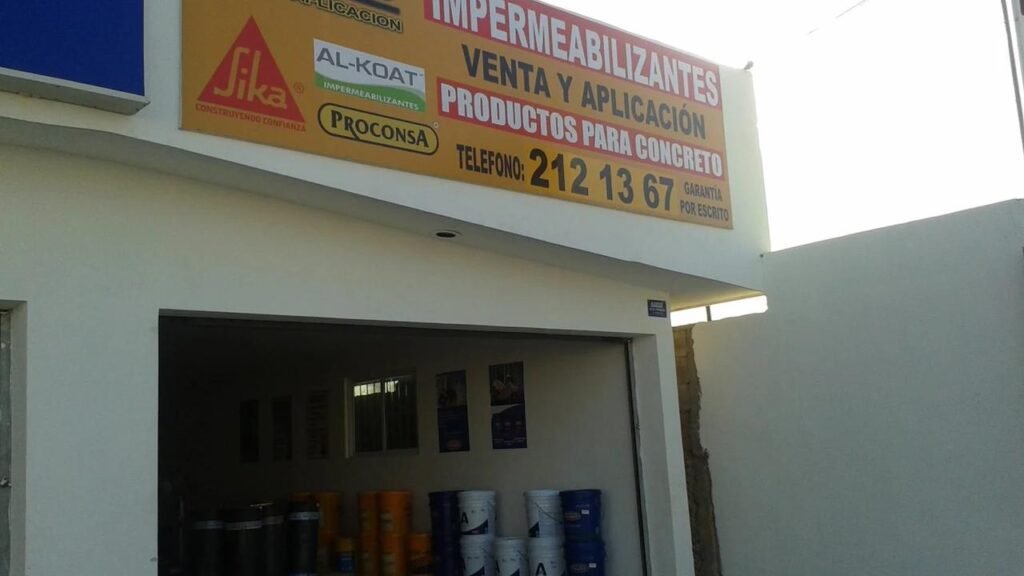 APLICACION
Sika®
CONSTRUYENDO CONFIANZA
AL-KOAT
IMPERMEABILIZANTES
PROCONSA
IMPERMEABILIZANTES
VENTA Y APLICACIÓN
PRODUCTOS PARA CONCRETO
TELEFONO: 212 13 67
GARANTÍA
POR ESCRITO
A
A